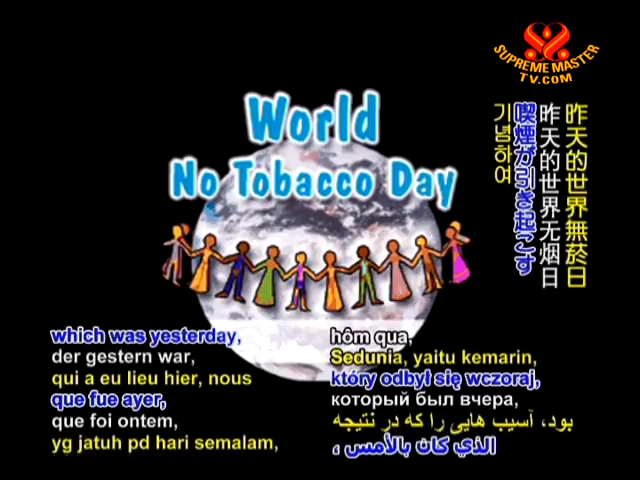 SUPREME MASTER
TV.COM
World
No Tobacco Day
昨天的世界無菸日
昨天的世界无烟日
喫煙が引き起こす
기념하여
which was yesterday,
der gestern war,
qui a eu lieu hier, nous
que fue ayer,
que foi ontem,
yg jatuh pd hari semalam,
hôm qua,
Sedunia, yaitu kemarin,
który odbył się wczoraj,
который был вчера,
بود، آسیب هایی را که در نتیجه
الذي كان بالأمس ،